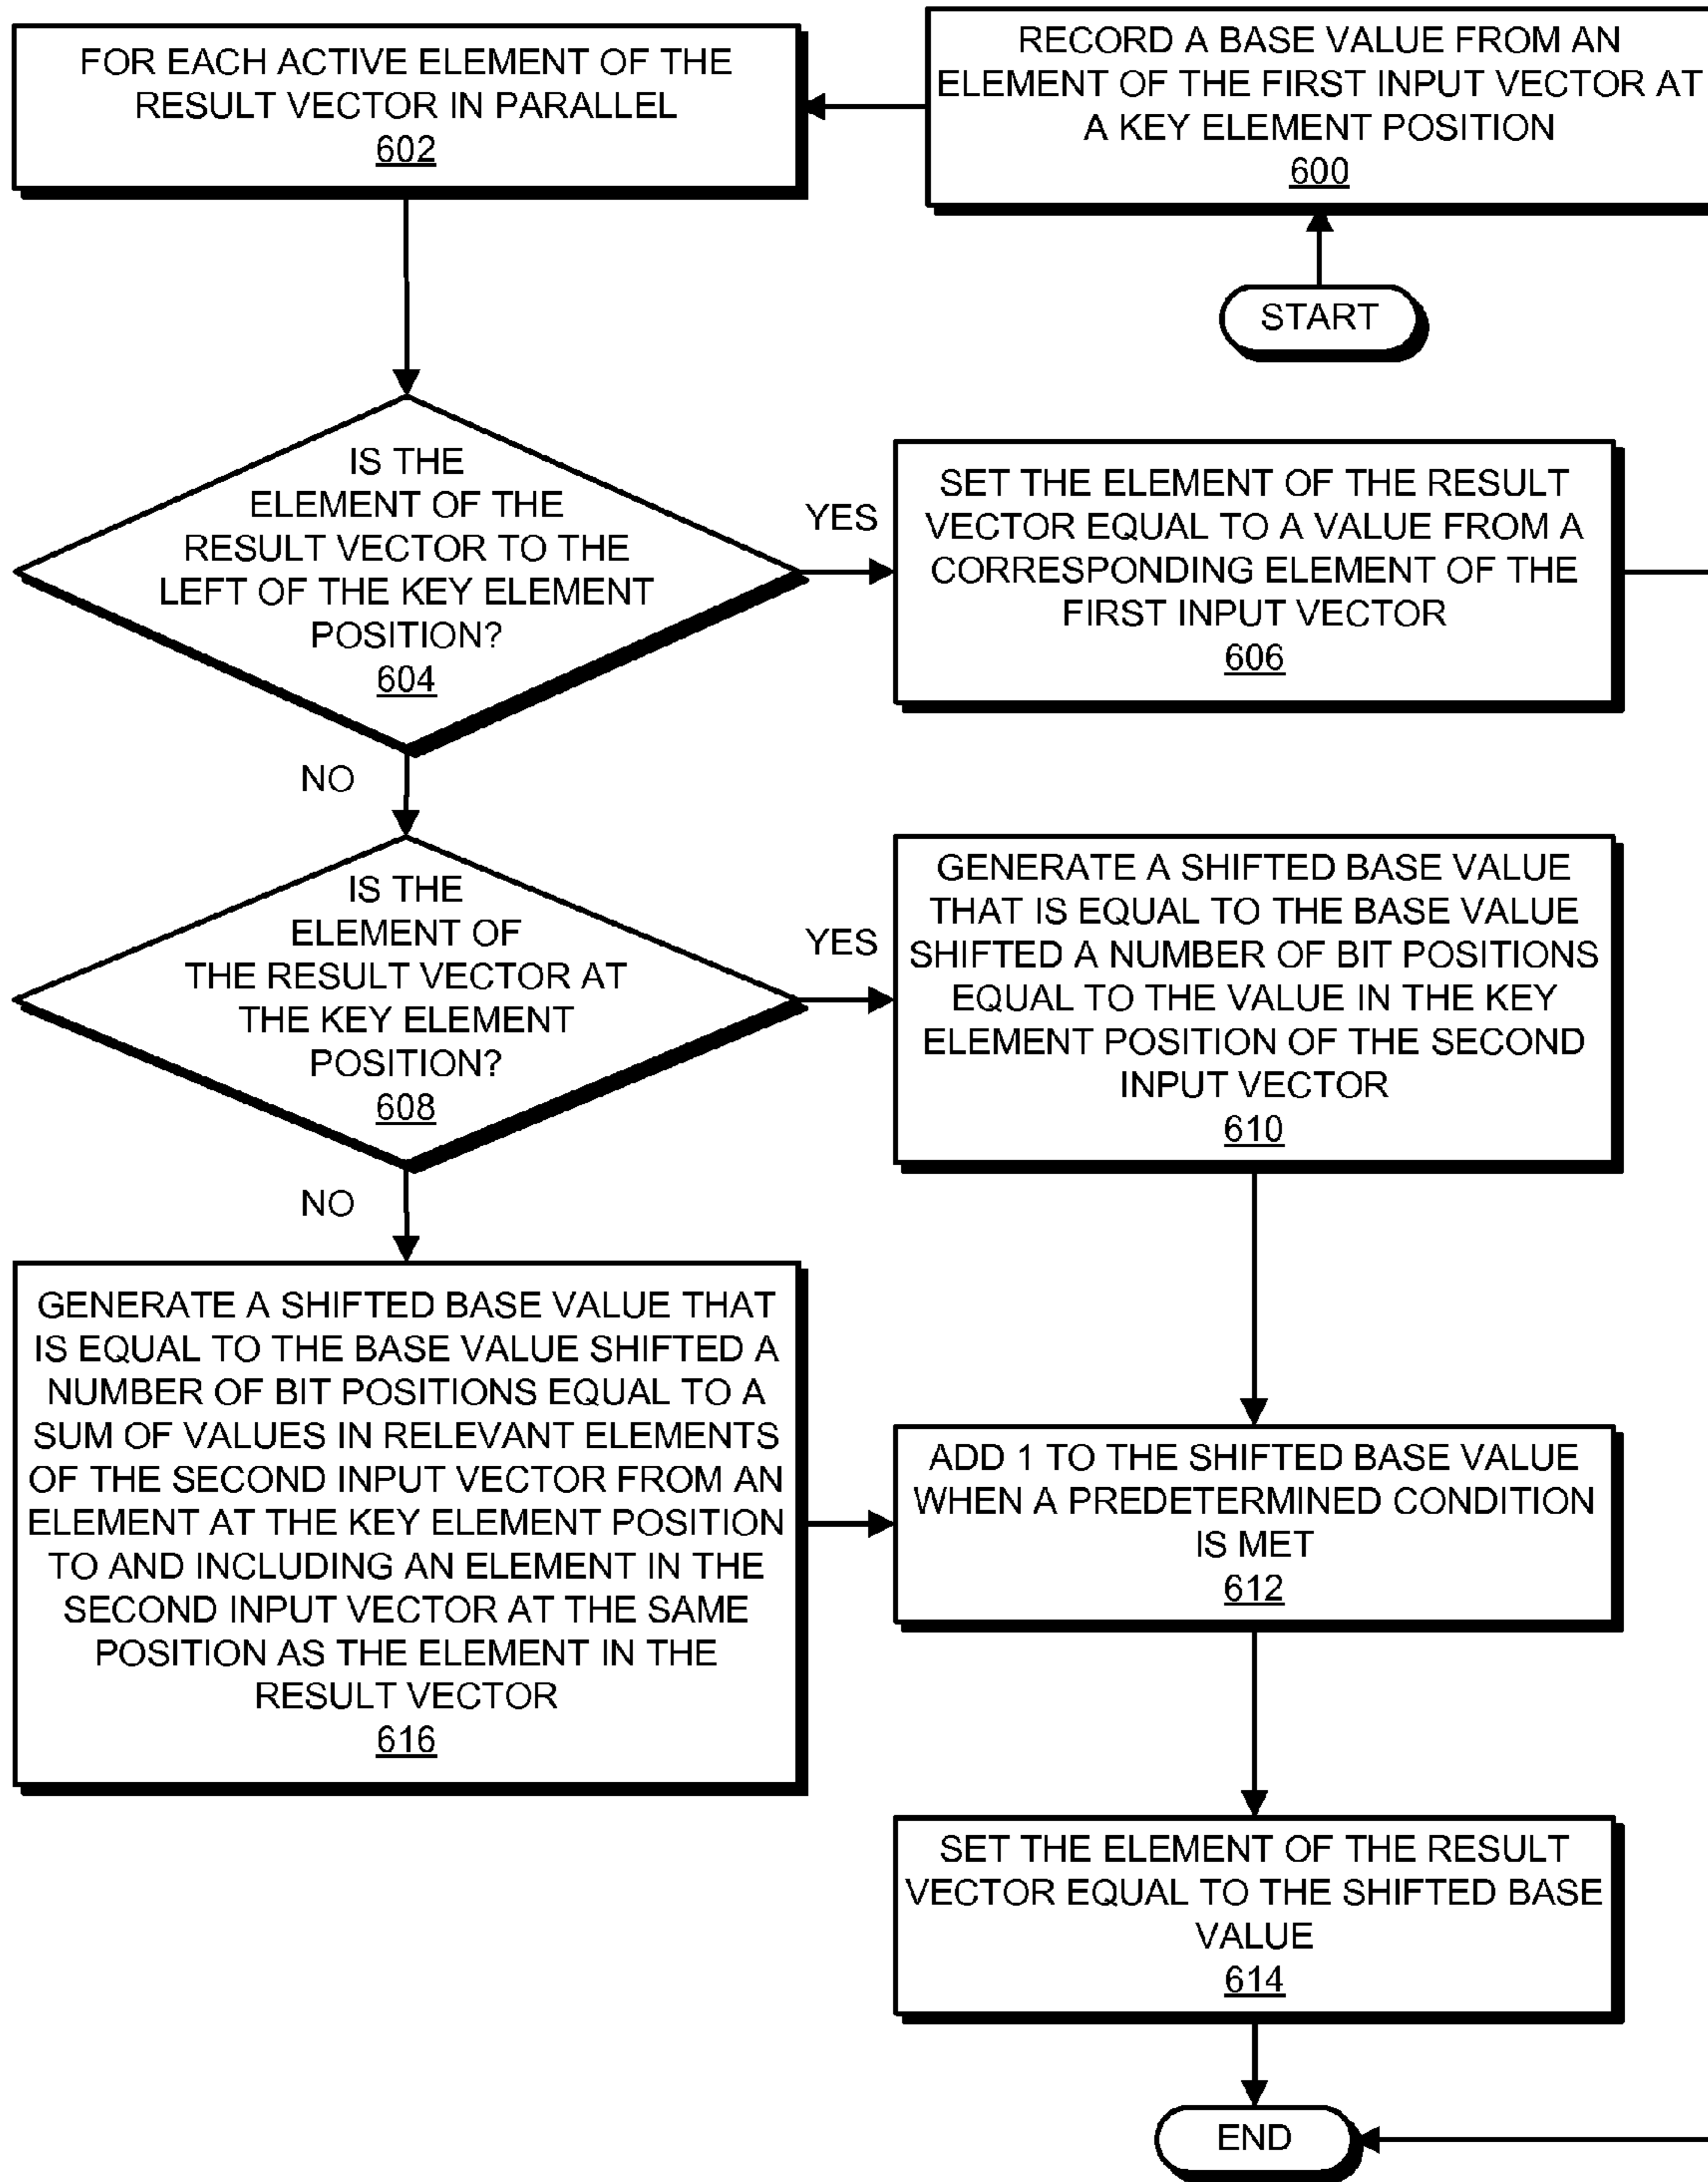 START
RECORD A BASE VALUE FROM AN
ELEMENT OF THE FIRST INPUT VECTOR AT
A KEY ELEMENT POSITION
600
FOR EACH ACTIVE ELEMENT OF THE
RESULT VECTOR IN PARALLEL
602
IS THE
ELEMENT OF THE
RESULT VECTOR TO THE
LEFT OF THE KEY ELEMENT
POSITION?
604
YES
SET THE ELEMENT OF THE RESULT
VECTOR EQUAL TO A VALUE FROM A
CORRESPONDING ELEMENT OF THE
FIRST INPUT VECTOR
606
NO
IS THE
ELEMENT OF
THE RESULT VECTOR AT
THE KEY ELEMENT
POSITION?
608
YES
GENERATE A SHIFTED BASE VALUE
THAT IS EQUAL TO THE BASE VALUE
SHIFTED A NUMBER OF BIT POSITIONS
EQUAL TO THE VALUE IN THE KEY
ELEMENT POSITION OF THE SECOND
INPUT VECTOR
610
NO
GENERATE A SHIFTED BASE VALUE THAT
IS EQUAL TO THE BASE VALUE SHIFTED A
NUMBER OF BIT POSITIONS EQUAL TO A
SUM OF VALUES IN RELEVANT ELEMENTS
OF THE SECOND INPUT VECTOR FROM AN
ELEMENT AT THE KEY ELEMENT POSITION
TO AND INCLUDING AN ELEMENT IN THE
SECOND INPUT VECTOR AT THE SAME
POSITION AS THE ELEMENT IN THE
RESULT VECTOR
616
ADD 1 TO THE SHIFTED BASE VALUE
WHEN A PREDETERMINED CONDITION
IS MET
612
SET THE ELEMENT OF THE RESULT
VECTOR EQUAL TO THE SHIFTED BASE
VALUE
614
END